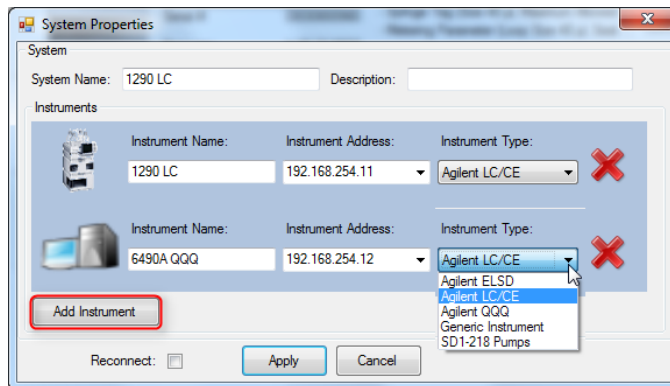 System Properties
System
System Name: 1290 LC Description:
Instruments
Instrument Name: Instrument Address: Instrument Type:
1290 LC 192.168.254.11 Agilent LC/CE
Instrument Name: Instrument Address: Instrument Type:
6490A QQQ 192.168.254.12 Agilent LC/CE
Agilent ELSD
Agilent LC/CE
Agilent QQQ
Generic Instrument
SD1-218 Pumps
Add Instrument
Reconnect: Apply Cancel